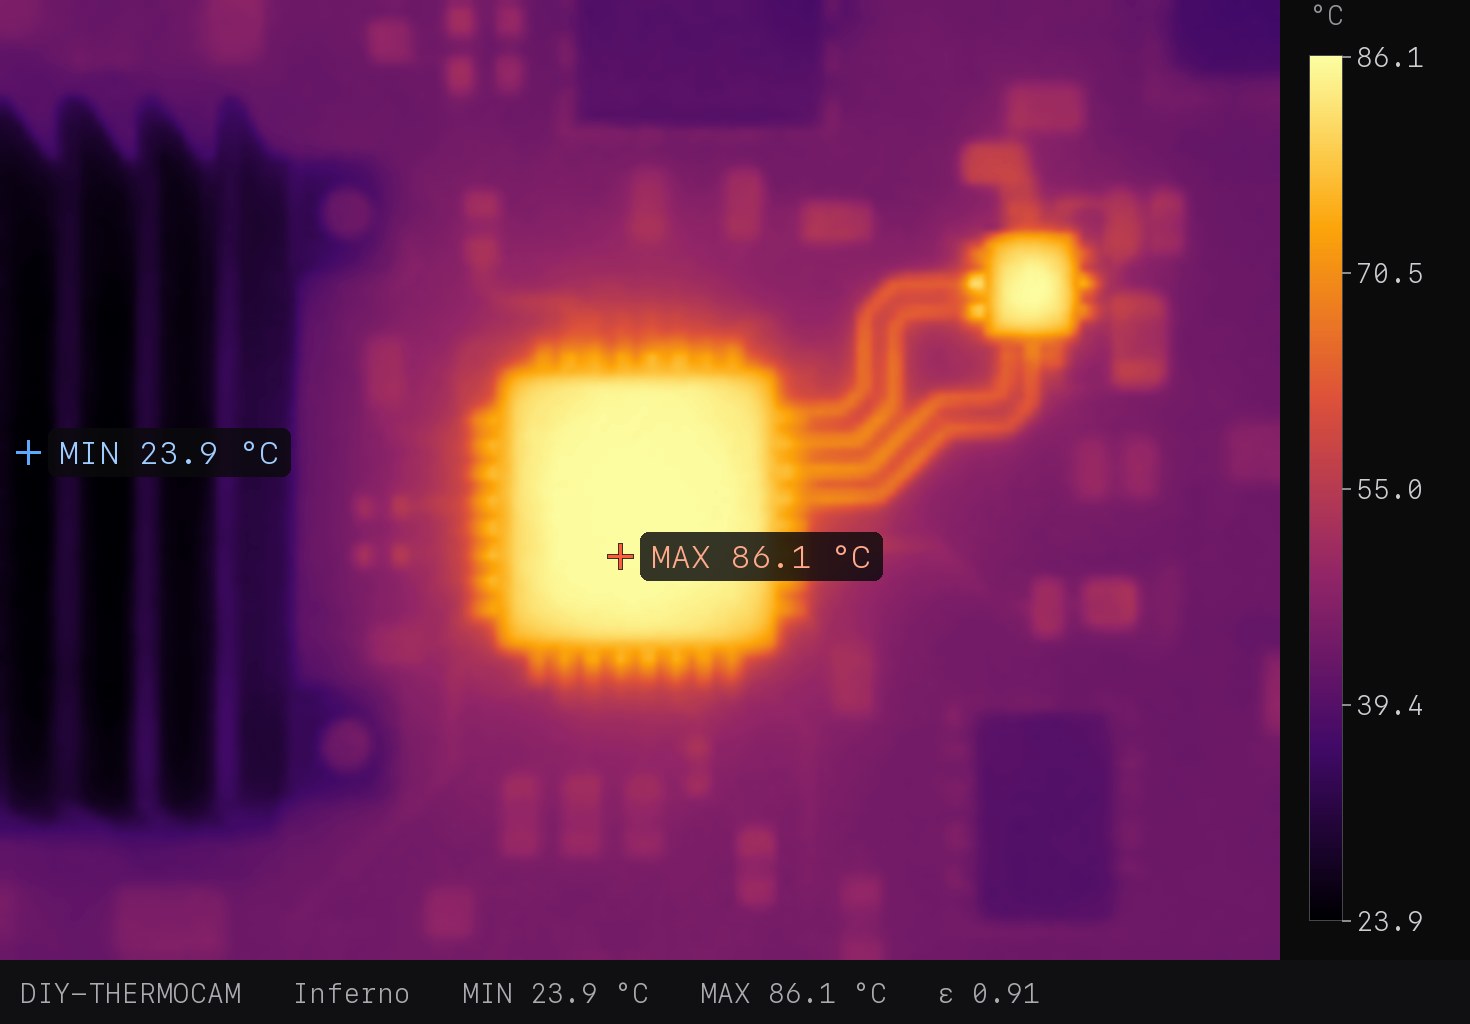 °C
86.1
70.5
55.0
39.4
23.9
MIN 23.9 °C
MAX 86.1 °C
DIY–THERMOCAM Inferno MIN 23.9 °C MAX 86.1 °C ε 0.91